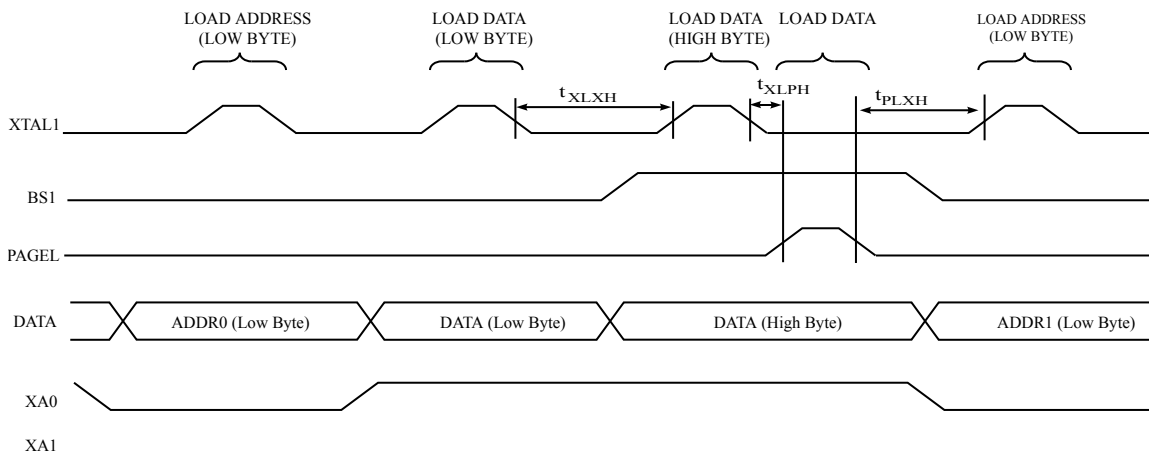 LOAD ADDRESS
(LOW BYTE)
LOAD DATA
(LOW BYTE)
LOAD DATA
(HIGH BYTE)
LOAD DATA
LOAD ADDRESS
(LOW BYTE)
t XLXH
tXLPH
tPLXH
XTAL1
BS1
PAGEL
DATA
ADDR0 (Low Byte)
DATA (Low Byte)
DATA (High Byte)
ADDR1 (Low Byte)
XA0
XA1